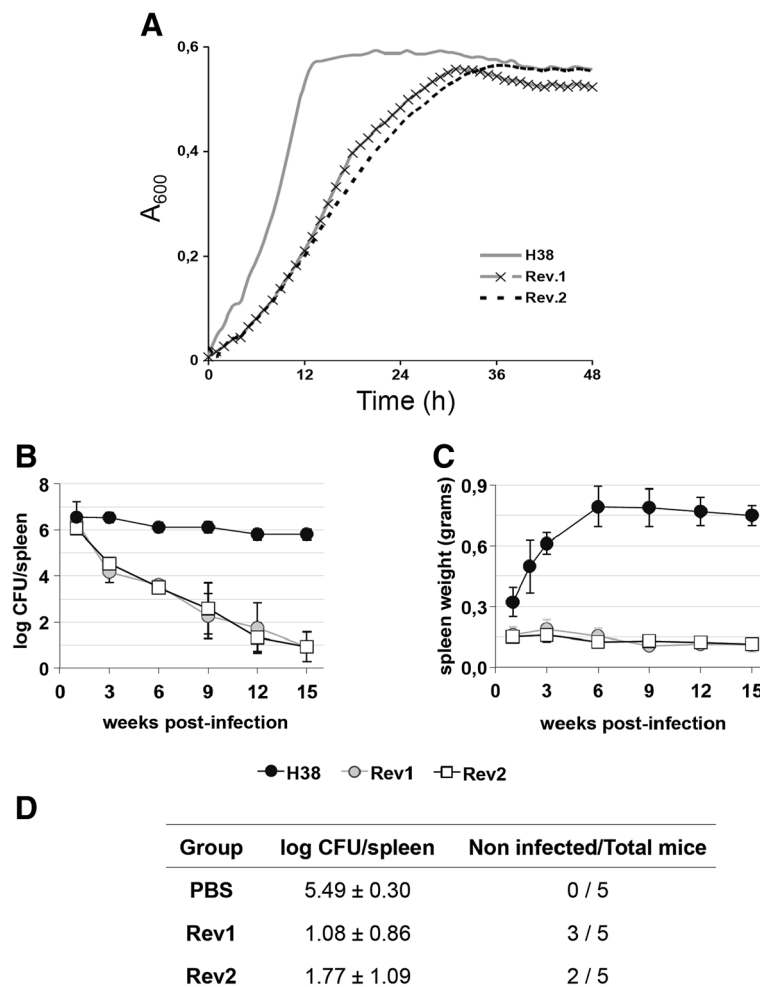 A
0,6
0,4
0,2
0
A600
H38
Rev.1
Rev.2
0 12 24 36 48
Time (h)
B
8
6
4
2
0
log CFU/spleen
0 3 6 9 12 15
weeks post-infection
C
0,9
0,6
0,3
0,0
spleen weight (grams)
0 3 6 9 12 15
weeks post-infection
H38 Rev1 Rev2
D
Group log CFU/spleen Non infected/Total mice
PBS 5.49 ± 0.30 0 / 5
Rev1 1.08 ± 0.86 3 / 5
Rev2 1.77 ± 1.09 2 / 5